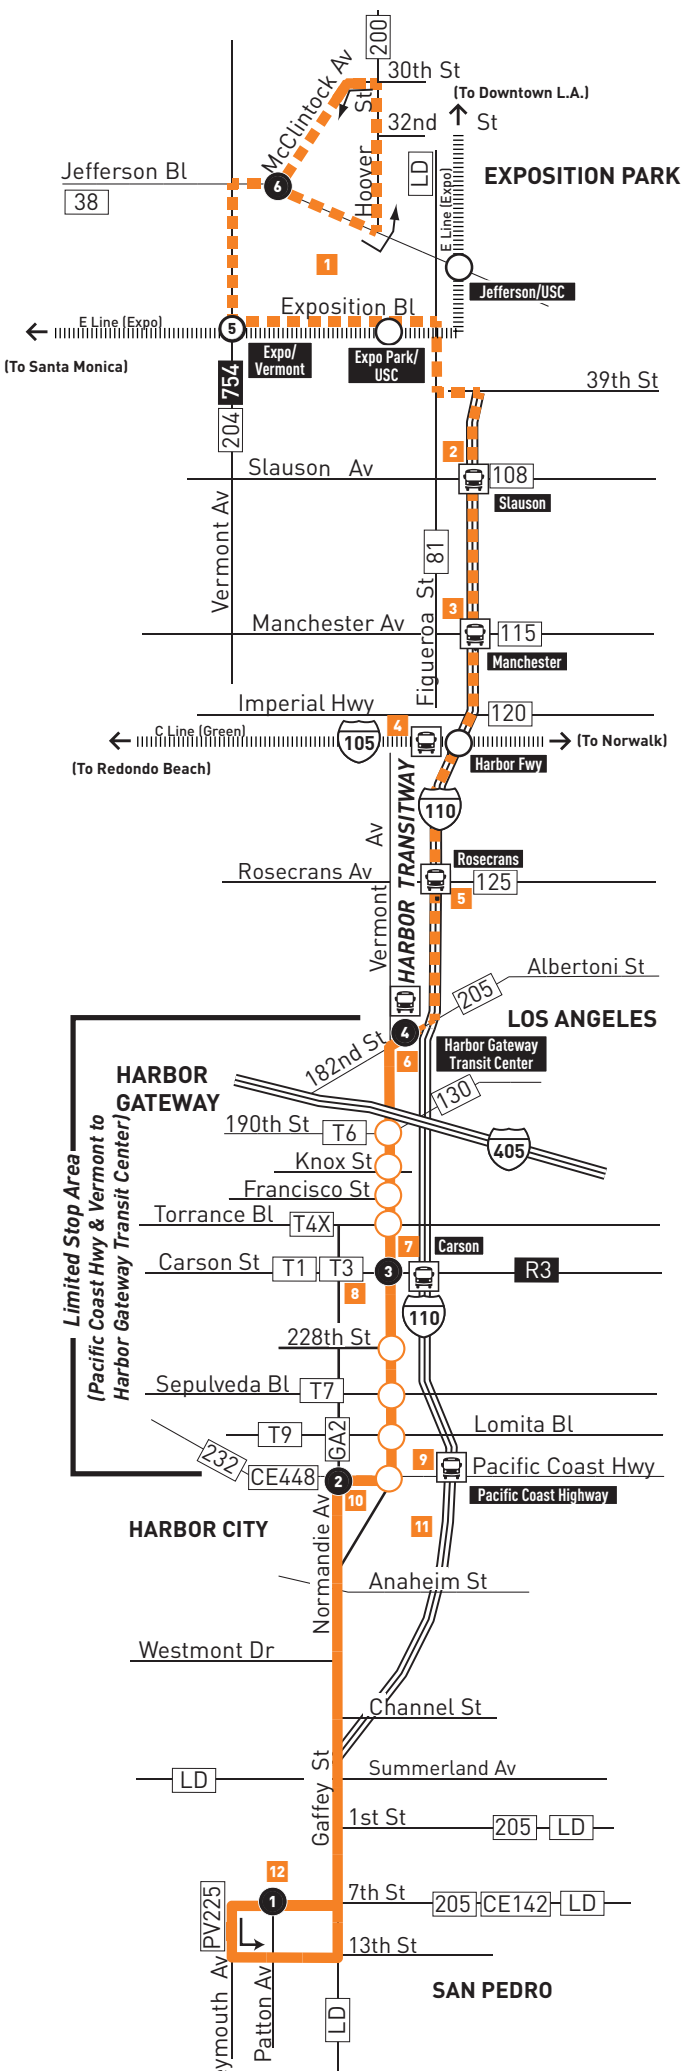 200
McClintock Av
30th St
(To Downtown L.A.)
St
32nd
St
Hoover
Jefferson Bl
38
6
LD
E Line (Expo)
EXPOSITION PARK
1
Jefferson/USC
Exposition Bl
E Line (Expo)
5
(To Santa Monica)
Expo/
Vermont
Expo Park/
USC
754
204
39th St
2
Slauson Av
108
Slauson
Vermont Av
81
Figueroa St
3
Manchester Av
115
Manchester
Imperial Hwy
120
4
C Line (Green)
105
(To Norwalk)
(To Redondo Beach)
Harbor Fwy
110
HARBOR TRANSITWAY
Vermont Av
Rosecrans
Rosecrans Av
125
5
Albertoni St
205
LOS ANGELES
4
182nd St
6
Harbor Gateway
Transit Center
HARBOR
GATEWAY
130
Limited Stop Area
(Pacific Coast Hwy & Vermont to
Harbor Gateway Transit Center)
190th St
T6
405
Knox St
Francisco St
Torrance Bl
T4X
7
Carson
Carson St
T1
T3
3
R3
8
110
228th St
Sepulveda Bl
T7
T9
GA2
Lomita Bl
232
CE448
2
9
Pacific Coast Hwy
10
Pacific Coast Highway
HARBOR CITY
11
Normandie Av
Anaheim St
Westmont Dr
Channel St
Gaffey St
LD
Summerland Av
1st St
205
LD
12
PV225
1
7th St
205
CE142
LD
13th St
ymouth Av
Patton Av
LD
SAN PEDRO